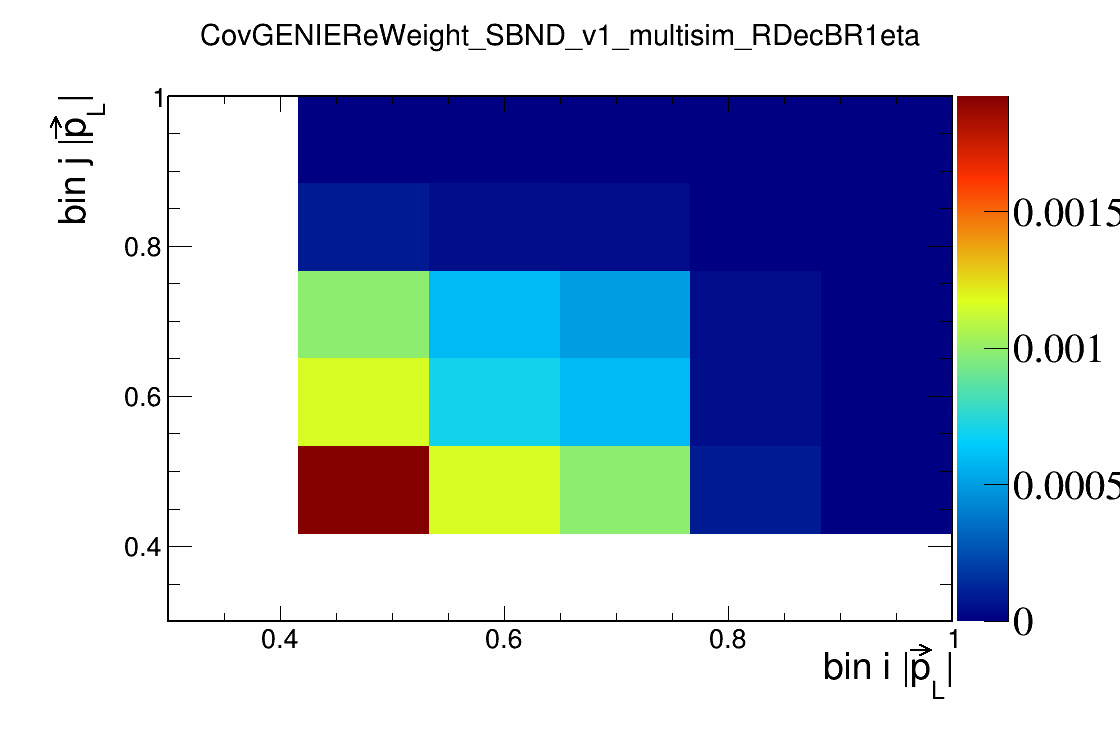 CovGENIEReWeight_SBND_v1_multisim_RDecBR1eta
bin j |p⃗_L|
1
0.8
0.6
0.4
0.4 0.6 0.8 1
bin i |p⃗_L|
0.0015
0.001
0.0005
0